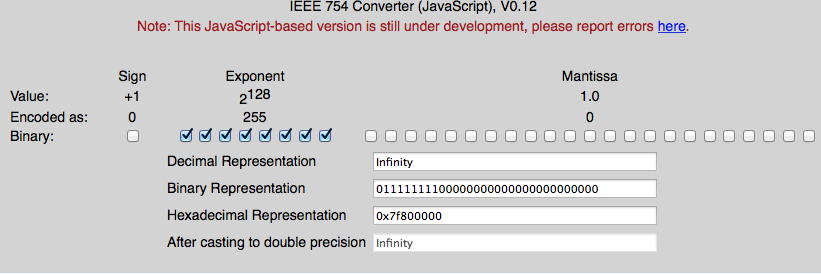 IEEE 754 Converter (JavaScript), V0.12
Note: This JavaScript-based version is still under development, please report errors here.
Sign Exponent Mantissa
Value: +1 2128 1.0
Encoded as: 0 255 0
Binary:
Decimal Representation Infinity
Binary Representation 01111111100000000000000000000000
Hexadecimal Representation 0x7f800000
After casting to double precision Infinity